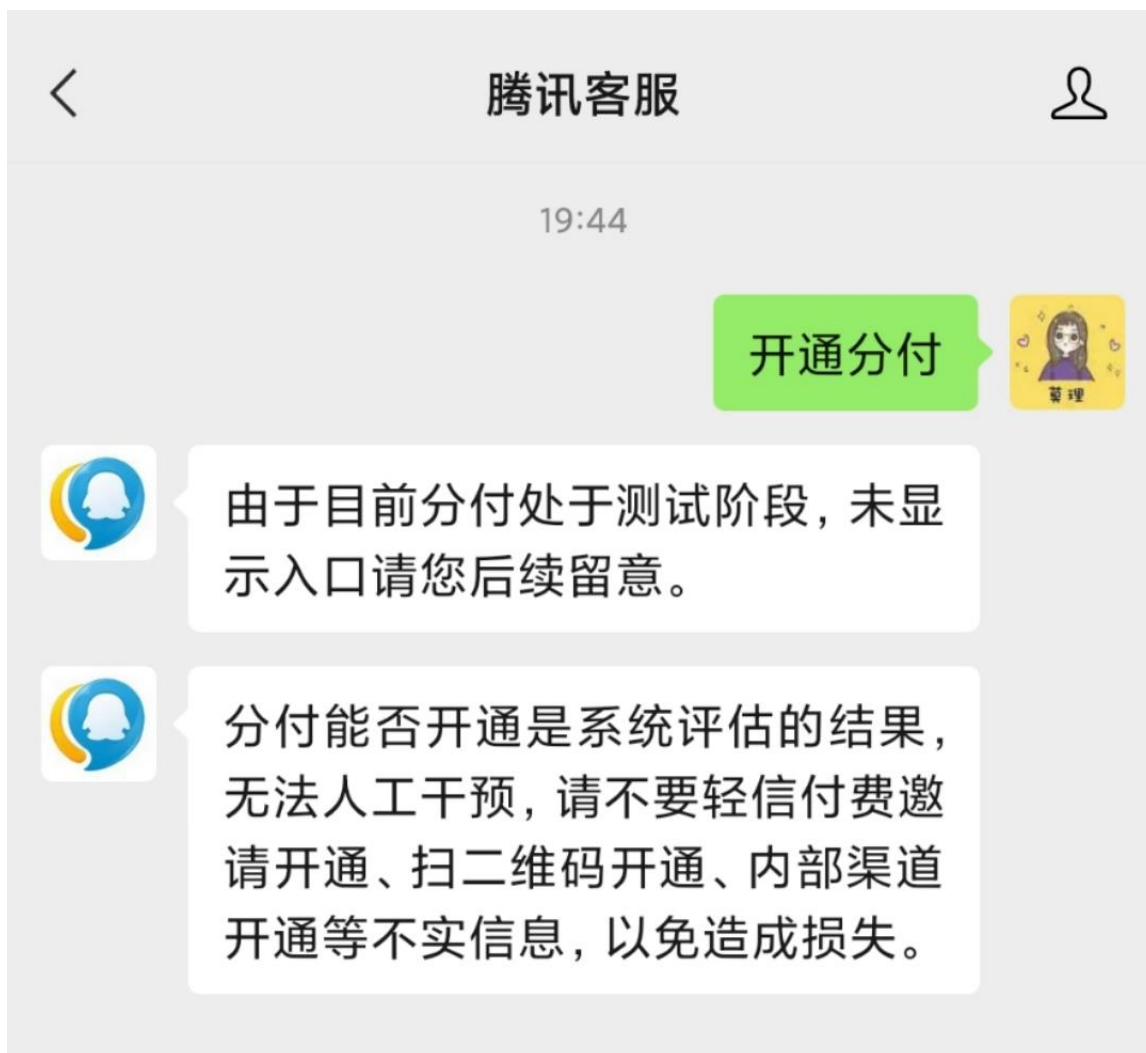 腾讯客服
19:44
开通分付
莫理
由于目前分付处于测试阶段，未显
示入口请您后续留意。
分付能否开通是系统评估的结果，
无法人工干预，请不要轻信付费邀
请开通、扫二维码开通、内部渠道
开通等不实信息，以免造成损失。